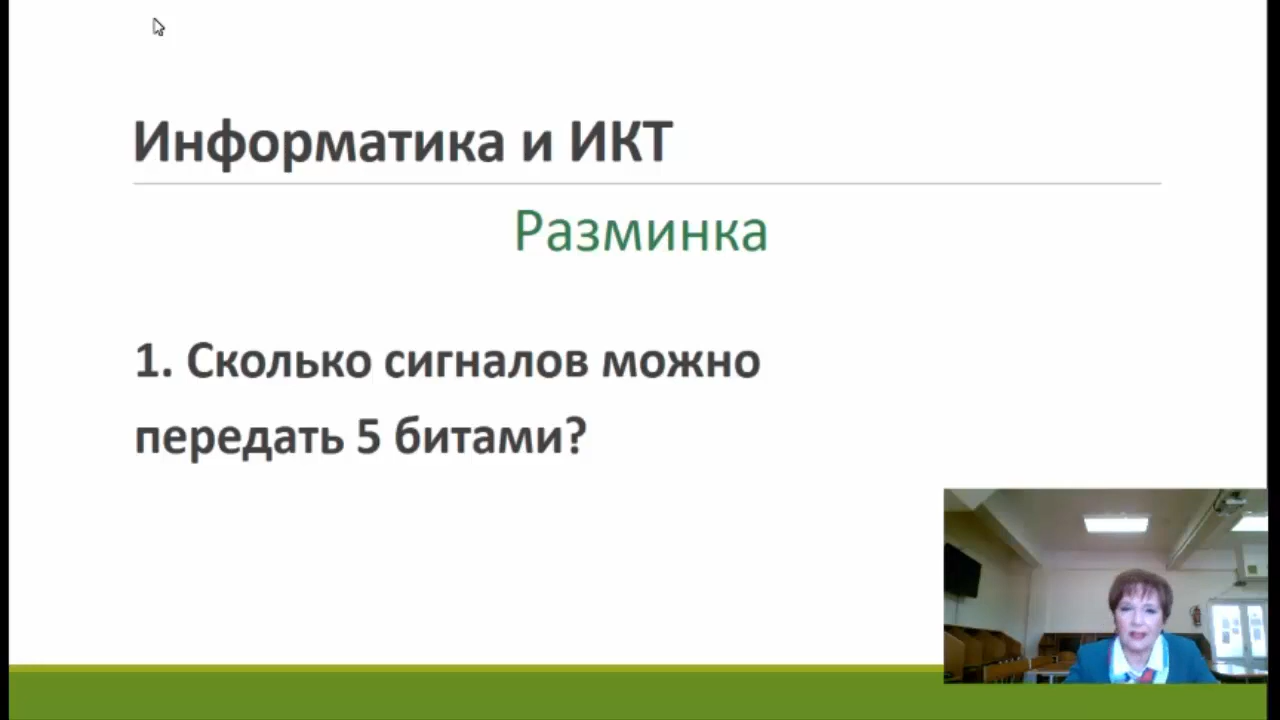 Информатика и ИКТ
Разминка
1. Сколько сигналов можно
передать 5 битами?